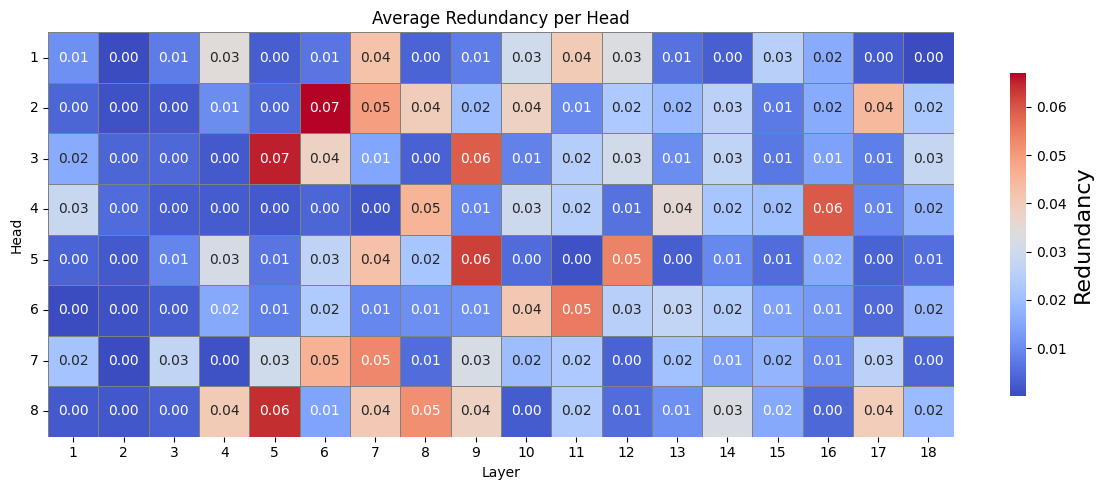 Average Redundancy per Head
1 0.01 0.00 0.01 0.03 0.00 0.01 0.04 0.00 0.01 0.03 0.04 0.03 0.01 0.00 0.03 0.02 0.00 0.00
2 0.00 0.00 0.00 0.01 0.00 0.07 0.05 0.04 0.02 0.04 0.01 0.02 0.02 0.03 0.01 0.02 0.04 0.02
3 0.02 0.00 0.00 0.00 0.07 0.04 0.01 0.00 0.06 0.01 0.02 0.03 0.01 0.03 0.01 0.01 0.01 0.03
4 0.03 0.00 0.00 0.00 0.00 0.00 0.00 0.05 0.01 0.03 0.02 0.01 0.04 0.02 0.02 0.06 0.01 0.02
5 0.00 0.00 0.01 0.03 0.01 0.03 0.04 0.02 0.06 0.00 0.00 0.05 0.00 0.01 0.01 0.02 0.00 0.01
6 0.00 0.00 0.00 0.02 0.01 0.02 0.01 0.01 0.01 0.04 0.05 0.03 0.03 0.02 0.01 0.01 0.00 0.02
7 0.02 0.00 0.03 0.00 0.03 0.05 0.05 0.01 0.03 0.02 0.02 0.00 0.02 0.01 0.02 0.01 0.03 0.00
8 0.00 0.00 0.00 0.04 0.06 0.01 0.04 0.05 0.04 0.00 0.02 0.01 0.01 0.03 0.02 0.00 0.04 0.02
Head
1 2 3 4 5 6 7 8 9 10 11 12 13 14 15 16 17 18
Layer
0.06
0.05
0.04
0.03
0.02
0.01
Redundancy